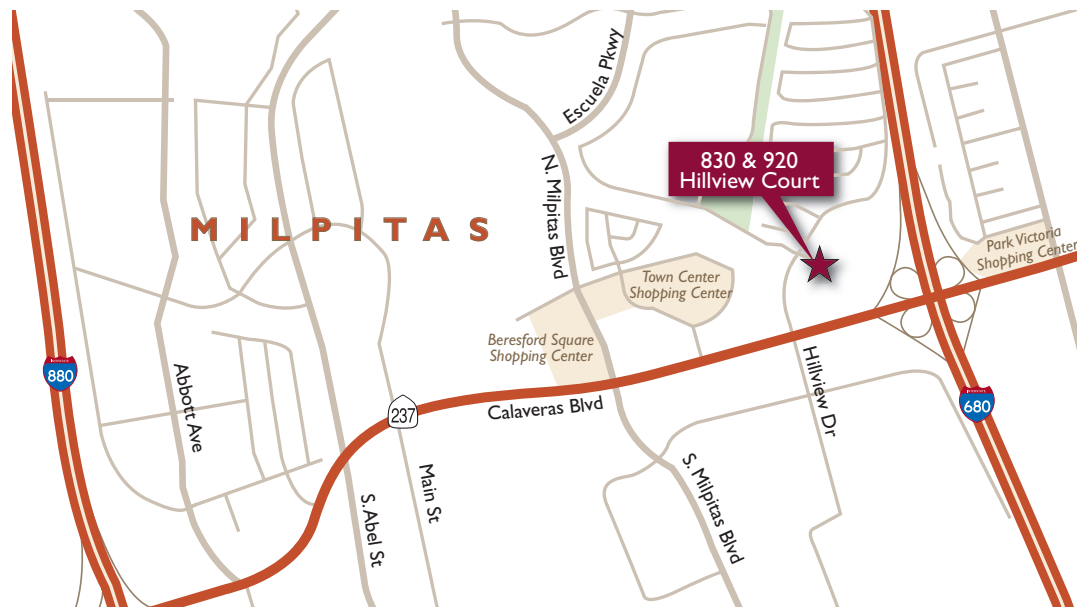 Escuela Pkwy
830 & 920
Hillview Court
N. Milpitas Blvd
MILPITAS
Park Victoria
Shopping Center
Town Center
Shopping Center
Beresford Square
Shopping Center
880
Abbott Ave
237
Calaveras Blvd
Hillview Dr
680
Main St
S. Abel St
S. Milpitas Blvd